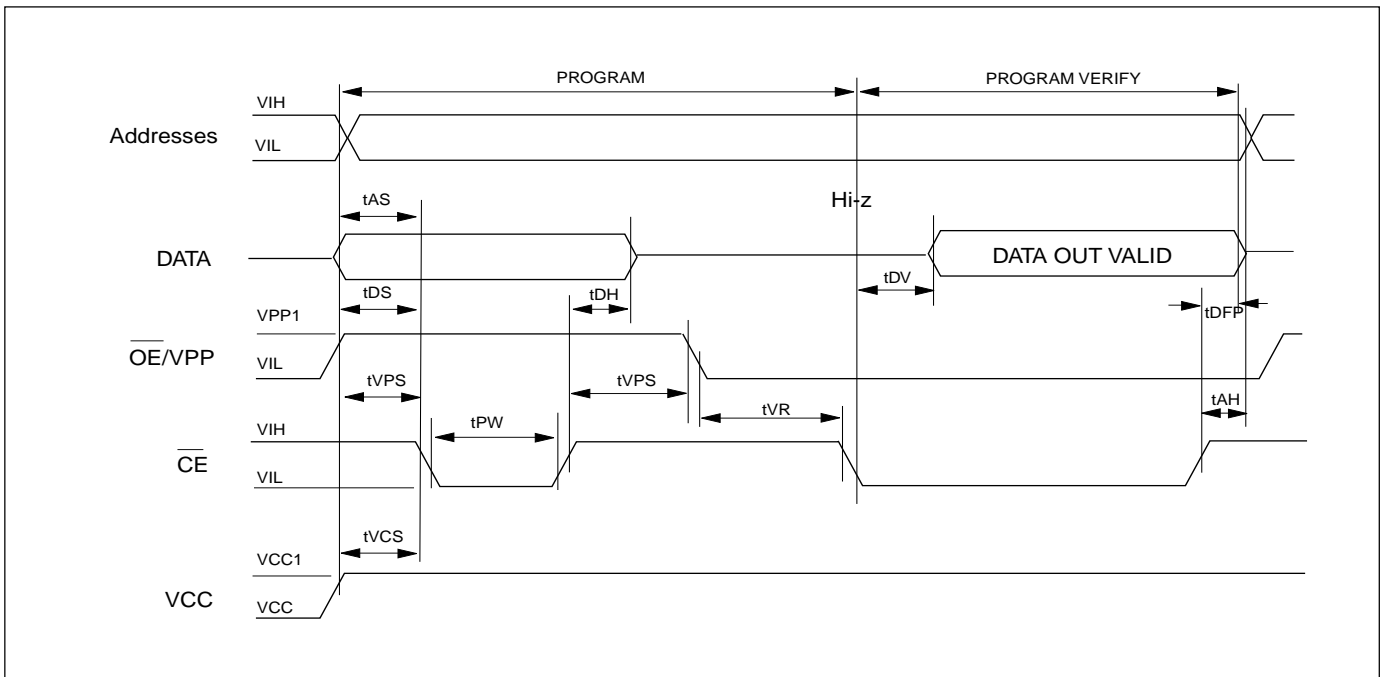 PROGRAM
PROGRAM VERIFY
VIH
Addresses
VIL
tAS
Hi-z
DATA
DATA OUT VALID
tDS
tDH
tDV
tDFP
VPP1
OE/VPP
VIL
tVPS
tVPS
tVR
tAH
VIH
tPW
CE
VIL
tVCS
VCC1
VCC
VCC